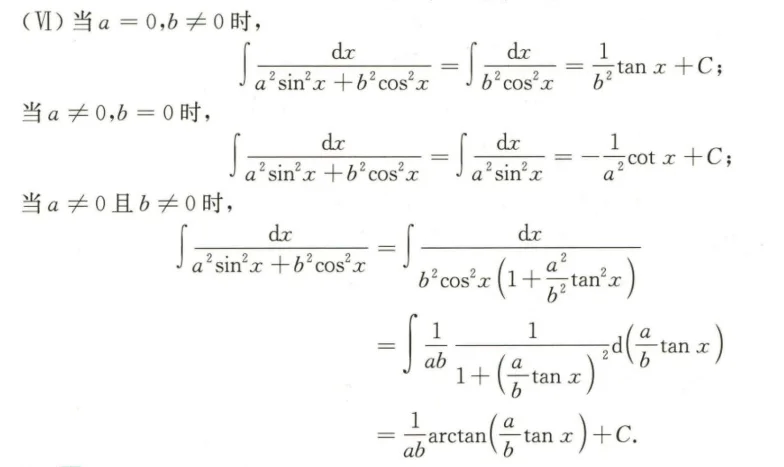 (Ⅵ) 当 a = 0, b ≠ 0 时,
∫ dx/(a²sin²x + b²cos²x) = ∫ dx/(b²cos²x) = (1/b²) tan x + C;
当 a ≠ 0, b = 0 时,
∫ dx/(a²sin²x + b²cos²x) = ∫ dx/(a²sin²x) = −(1/a²) cot x + C;
当 a ≠ 0 且 b ≠ 0 时,
∫ dx/(a²sin²x + b²cos²x) = ∫ dx/(b²cos²x(1 + (a²/b²)tan²x))
= ∫ (1/ab) 1/(1 + ((a/b)tan x)²) d((a/b)tan x)
= (1/ab) arctan((a/b)tan x) + C.